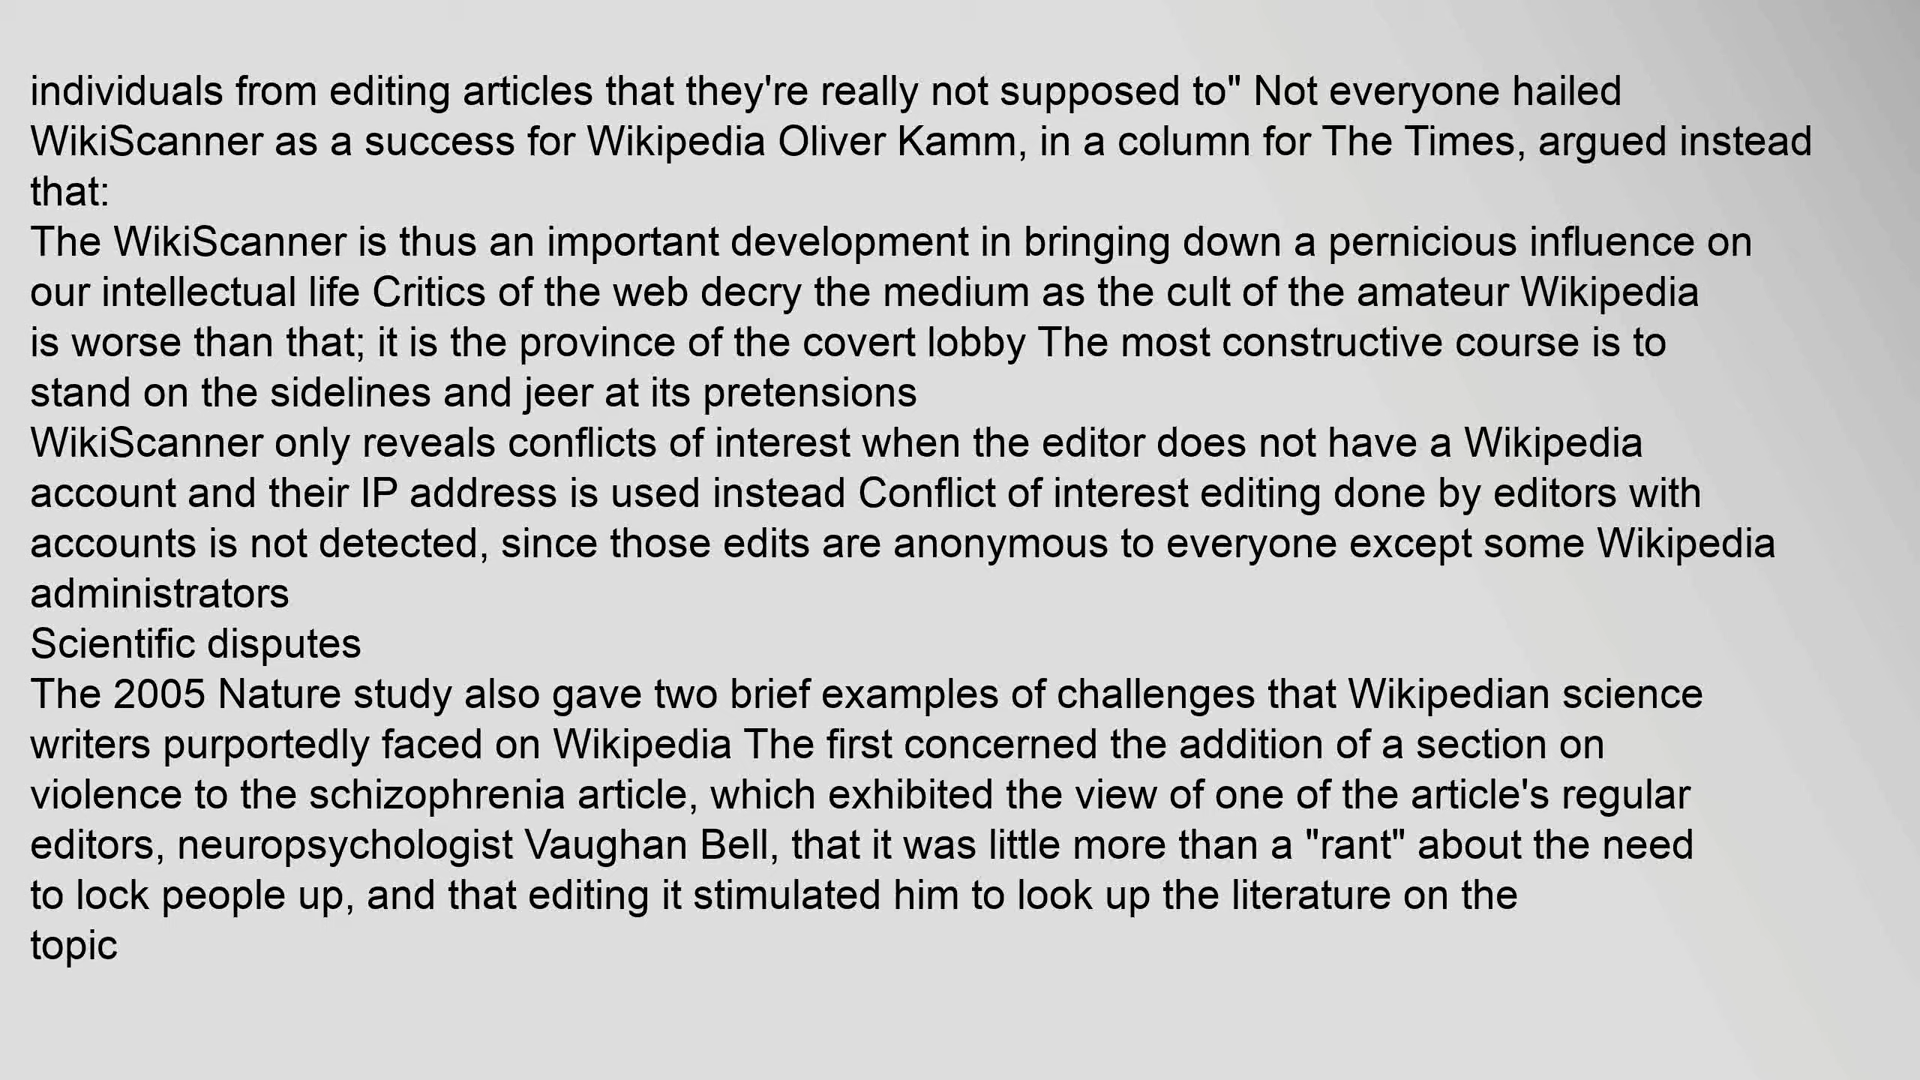 individuals from editing articles that they're really not supposed to" Not everyone hailed
WikiScanner as a success for Wikipedia Oliver Kamm, in a column for The Times, argued instead
that:
The WikiScanner is thus an important development in bringing down a pernicious influence on
our intellectual life Critics of the web decry the medium as the cult of the amateur Wikipedia
is worse than that; it is the province of the covert lobby The most constructive course is to
stand on the sidelines and jeer at its pretensions
WikiScanner only reveals conflicts of interest when the editor does not have a Wikipedia
account and their IP address is used instead Conflict of interest editing done by editors with
accounts is not detected, since those edits are anonymous to everyone except some Wikipedia
administrators
Scientific disputes
The 2005 Nature study also gave two brief examples of challenges that Wikipedian science
writers purportedly faced on Wikipedia The first concerned the addition of a section on
violence to the schizophrenia article, which exhibited the view of one of the article's regular
editors, neuropsychologist Vaughan Bell, that it was little more than a "rant" about the need
to lock people up, and that editing it stimulated him to look up the literature on the
topic